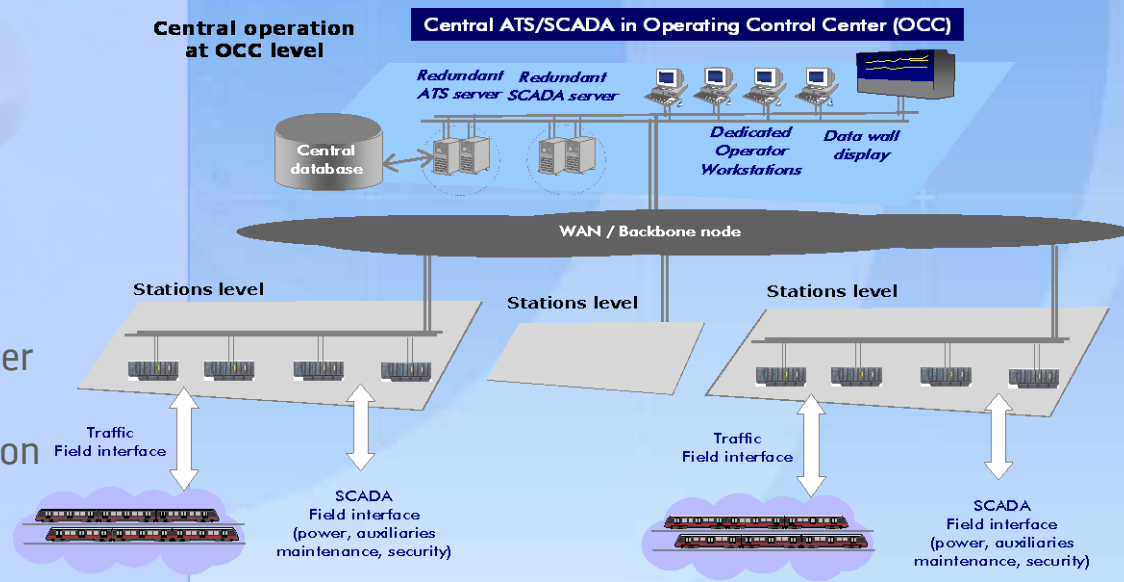 Central operation
at OCC level
Central ATS/SCADA in Operating Control Center (OCC)
Redundant
ATS server
Redundant
SCADA server
Central
database
Dedicated
Operator
Workstations
Data wall
display
WAN / Backbone node
Stations level
Stations level
Stations level
er
on
Traffic
Field interface
SCADA
Field interface
(power, auxiliaries
maintenance, security)
Traffic
Field interface
SCADA
Field interface
(power, auxiliaries
maintenance, security)